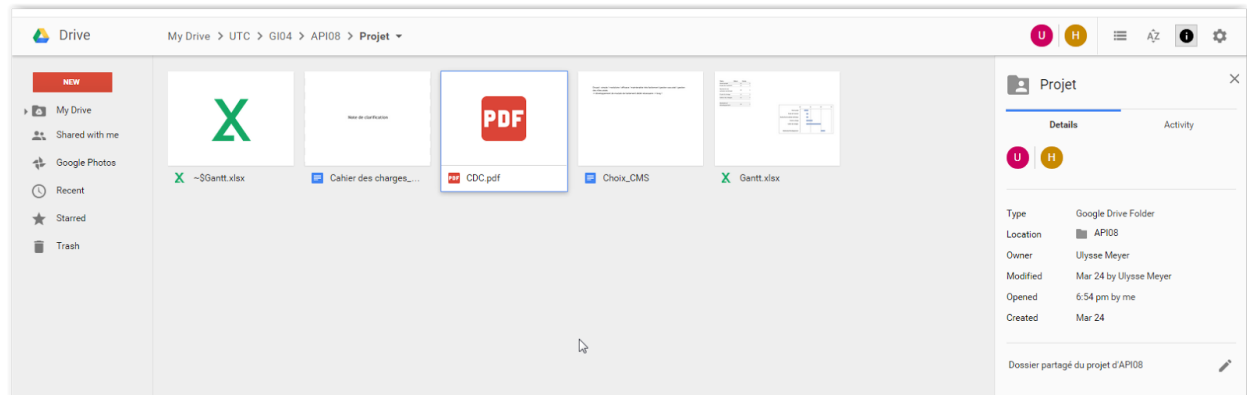 Drive
My Drive > UTC > GI04 > API08 > Projet
U H
AZ
NEW
My Drive
Shared with me
Google Photos
Recent
Starred
Trash
Note de clarification
PDF
~$Gantt.xlsx
Cahier des charges_...
CDC.pdf
Choix_CMS
Gantt.xlsx
Projet
Details Activity
U H
Type Google Drive Folder
Location API08
Owner Ulysse Meyer
Modified Mar 24 by Ulysse Meyer
Opened 6:54 pm by me
Created Mar 24
Dossier partagé du projet d'API08